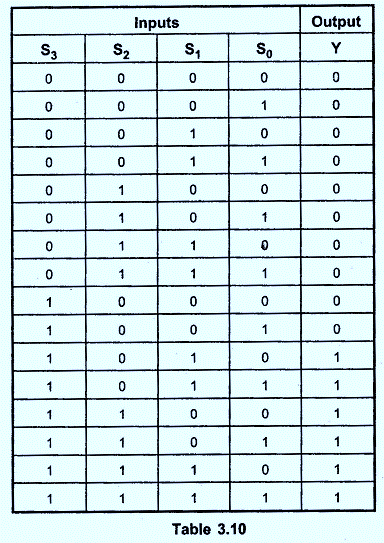 Inputs Output
S3 S2 S1 S0 Y
0 0 0 0 0
0 0 0 1 0
0 0 1 0 0
0 0 1 1 0
0 1 0 0 0
0 1 0 1 0
0 1 1 0 0
0 1 1 1 0
1 0 0 0 0
1 0 0 1 0
1 0 1 0 1
1 0 1 1 1
1 1 0 0 1
1 1 0 1 1
1 1 1 0 1
1 1 1 1 1
Table 3.10